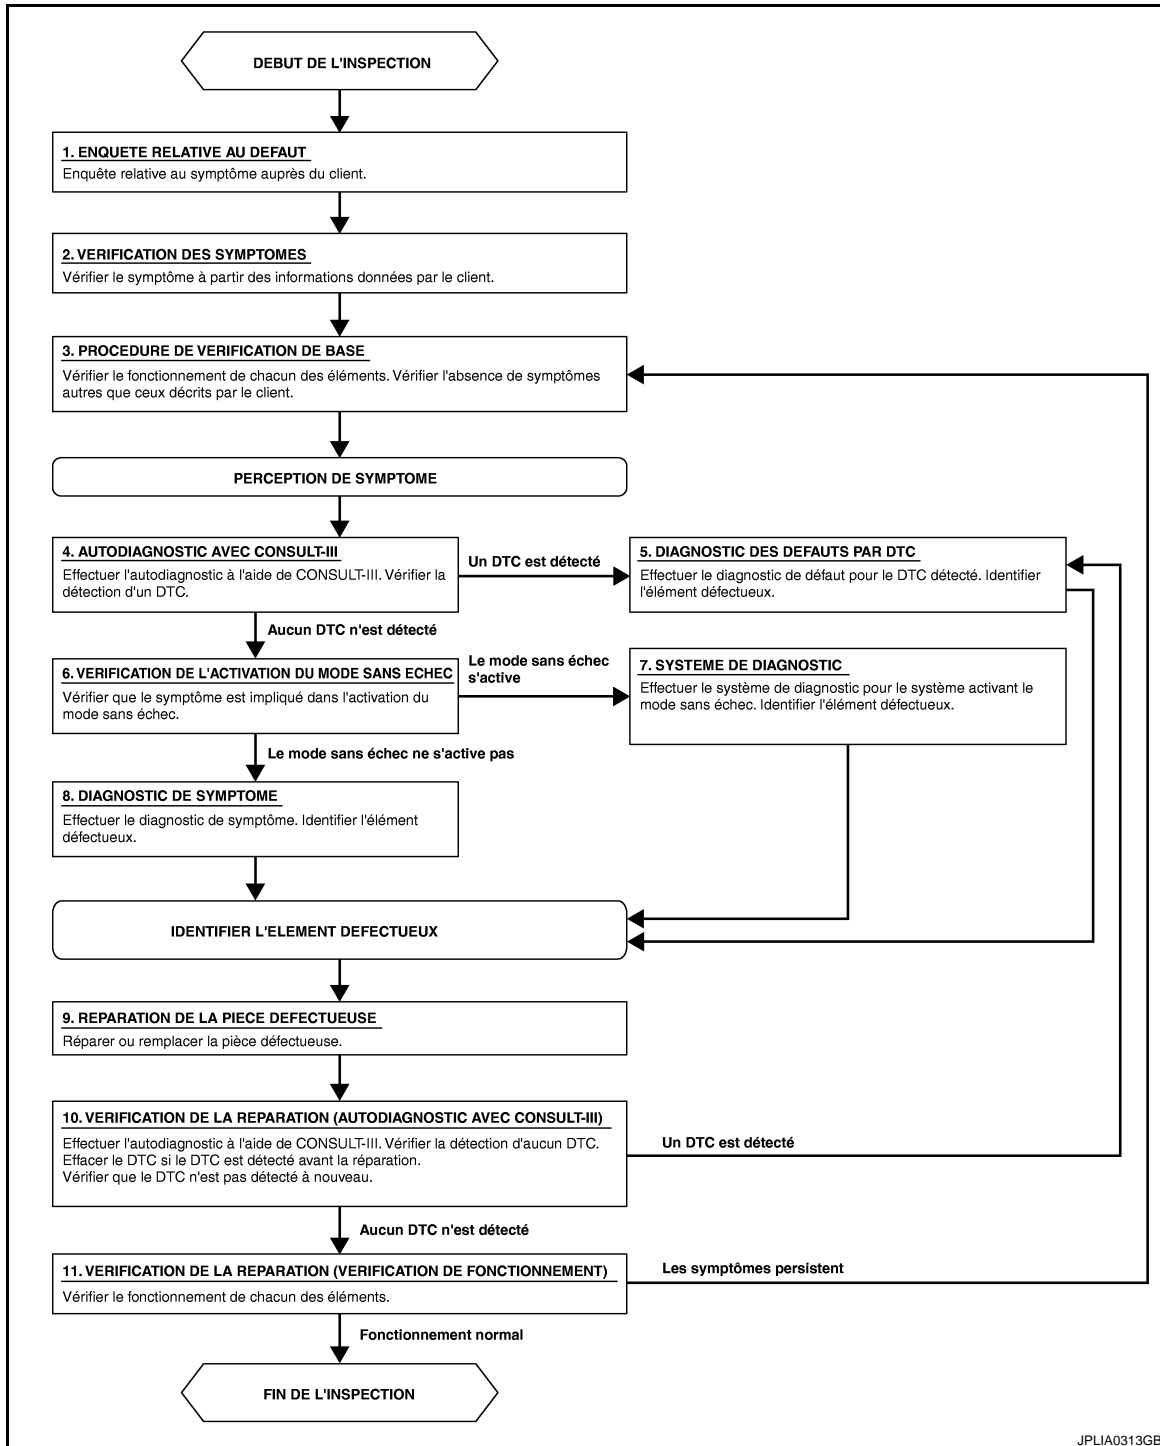 DEBUT DE L'INSPECTION
1. ENQUETE RELATIVE AU DEFAUT
Enquête relative au symptôme auprès du client.
2. VERIFICATION DES SYMPTOMES
Vérifier le symptôme à partir des informations données par le client.
3. PROCEDURE DE VERIFICATION DE BASE
Vérifier le fonctionnement de chacun des éléments. Vérifier l'absence de symptômes
autres que ceux décrits par le client.
PERCEPTION DE SYMPTOME
4. AUTODIAGNOSTIC AVEC CONSULT-III
Effectuer l'autodiagnostic à l'aide de CONSULT-III. Vérifier la
détection d'un DTC.
Un DTC est détecté
5. DIAGNOSTIC DES DEFAUTS PAR DTC
Effectuer le diagnostic de défaut pour le DTC détecté. Identifier
l'élément défectueux.
Aucun DTC n'est détecté
6. VERIFICATION DE L'ACTIVATION DU MODE SANS ECHEC
Vérifier que le symptôme est impliqué dans l'activation du
mode sans échec.
Le mode sans échec
s'active
7. SYSTEME DE DIAGNOSTIC
Effectuer le système de diagnostic pour le système activant le
mode sans échec. Identifier l'élément défectueux.
Le mode sans échec ne s'active pas
8. DIAGNOSTIC DE SYMPTOME
Effectuer le diagnostic de symptôme. Identifier l'élément
défectueux.
IDENTIFIER L'ELEMENT DEFECTUEUX
9. REPARATION DE LA PIECE DEFECTUEUSE
Réparer ou remplacer la pièce défectueuse.
10. VERIFICATION DE LA REPARATION (AUTODIAGNOSTIC AVEC CONSULT-III)
Effectuer l'autodiagnostic à l'aide de CONSULT-III. Vérifier la détection d'aucun DTC.
Effacer le DTC si le DTC est détecté avant la réparation.
Vérifier que le DTC n'est pas détecté à nouveau.
Un DTC est détecté
Aucun DTC n'est détecté
11. VERIFICATION DE LA REPARATION (VERIFICATION DE FONCTIONNEMENT)
Vérifier le fonctionnement de chacun des éléments.
Les symptômes persistent
Fonctionnement normal
FIN DE L'INSPECTION
JPLIA0313GB